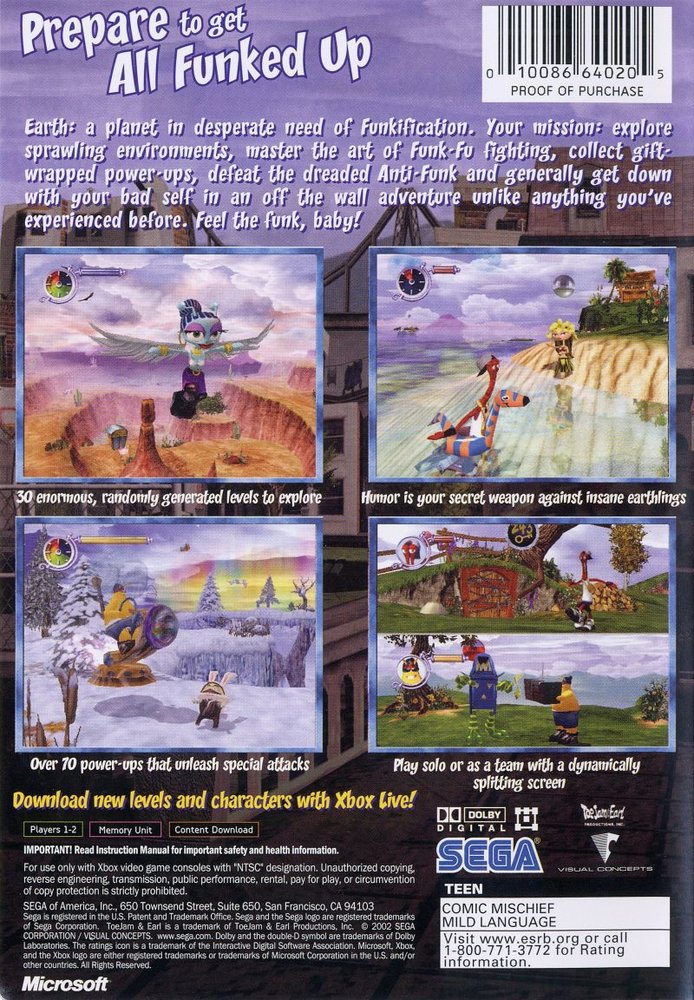 Prepare to get
All Funked Up
0 10086 64020 5
PROOF OF PURCHASE
Earth: a planet in desperate need of Funkification. Your mission: explore
sprawling environments, master the art of Funk-Fu fighting, collect gift-
wrapped power-ups, defeat the dreaded Anti-Funk and generally get down
with your bad self in an off the wall adventure unlike anything you've
experienced before. Feel the funk, baby!
30 enormous, randomly generated levels to explore
Humor is your secret weapon against insane earthlings
Over 70 power-ups that unleash special attacks
Play solo or as a team with a dynamically
splitting screen
Download new levels and characters with Xbox Live!
Players 1-2
Memory Unit
Content Download
IMPORTANT! Read Instruction Manual for important safety and health information.
For use only with Xbox video game consoles with "NTSC" designation. Unauthorized copying,
reverse engineering, transmission, public performance, rental, pay for play, or circumvention
of copy protection is strictly prohibited.
SEGA of America, Inc., 650 Townsend Street, Suite 650, San Francisco, CA 94103
Sega is registered in the U.S. Patent and Trademark Office. Sega and the Sega logo are registered trademarks
of Sega Corporation. ToeJam & Earl is a trademark of ToeJam & Earl Productions, Inc. © 2002 SEGA
CORPORATION / VISUAL CONCEPTS. www.sega.com. Dolby and the double-D symbol are trademarks of Dolby
Laboratories. The ratings icon is a trademark of the Interactive Digital Software Association. Microsoft, Xbox,
and the Xbox logo are either registered trademarks or trademarks of Microsoft Corporation in the U.S. and/or
other countries. All Rights Reserved.
Microsoft
DOLBY
DIGITAL
SEGA
ToeJam & Earl
PRODUCTIONS, INC.
VISUAL CONCEPTS
TEEN
COMIC MISCHIEF
MILD LANGUAGE
Visit www.esrb.org or call
1-800-771-3772 for Rating
information.